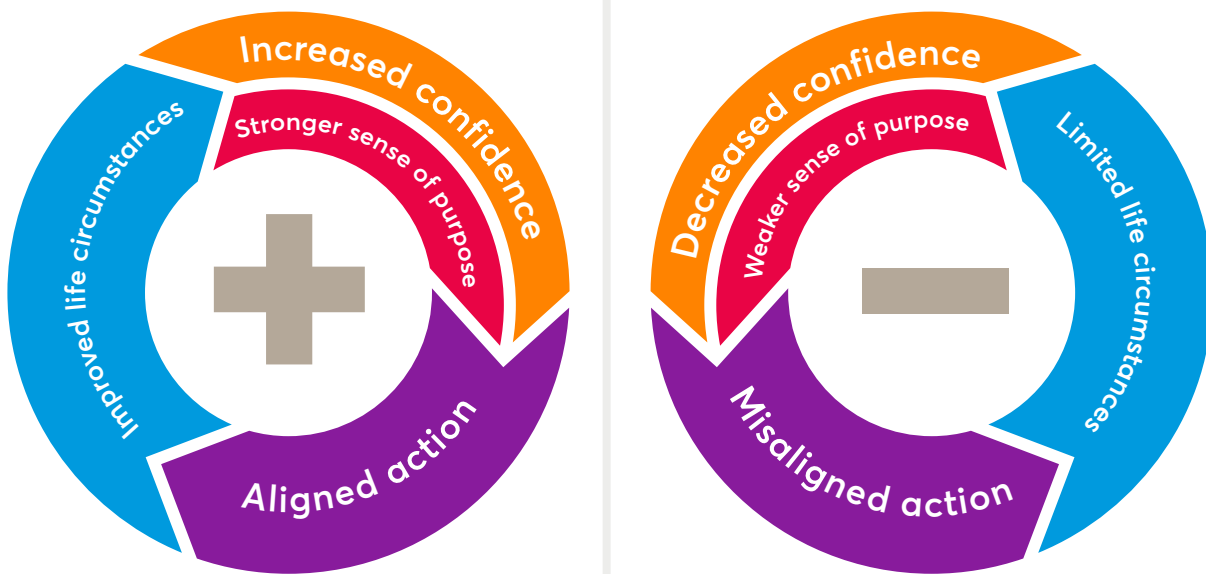 Increased confidence
Stronger sense of purpose
Improved life circumstances
Aligned action
Decreased confidence
Weaker sense of purpose
Limited life circumstances
Misaligned action